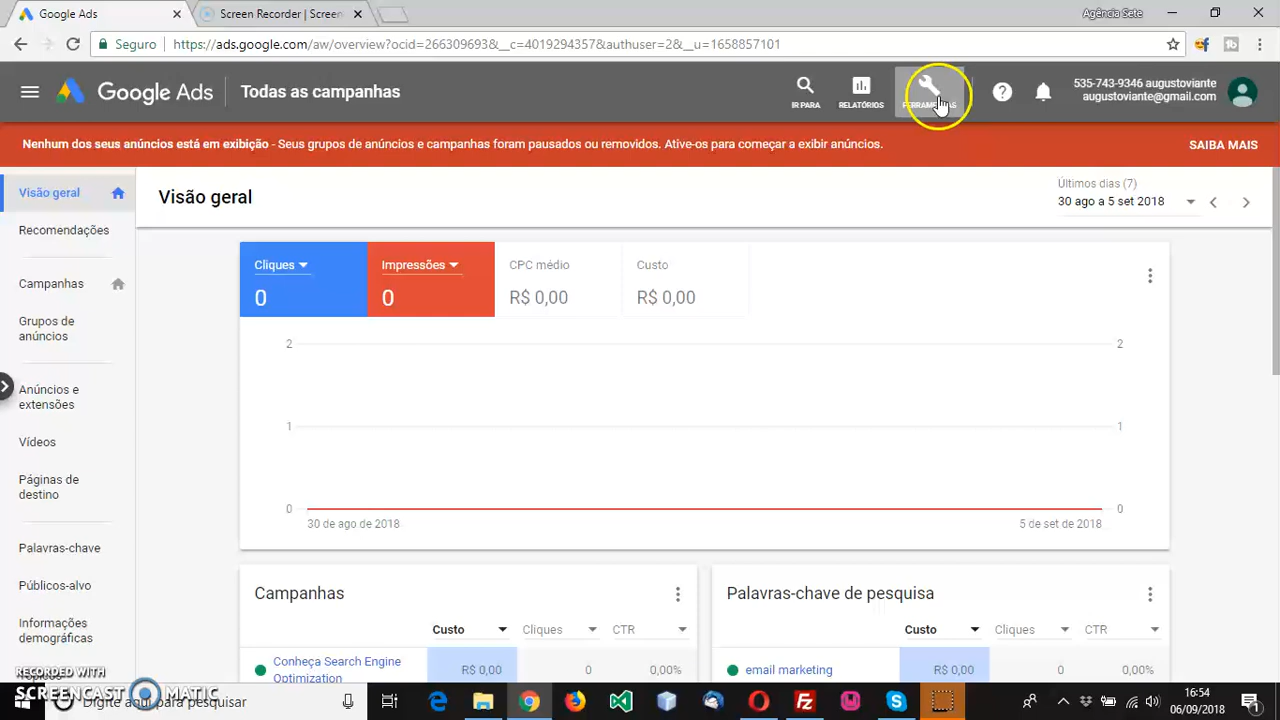 Google Ads
Screen Recorder | Screen
Agência Sete
Seguro
https://ads.google.com/aw/overview?ocid=266309693&__c=4019294357&authuser=2&__u=1658857101
Google Ads
Todas as campanhas
IR PARA
RELATÓRIOS
535-743-9346 augustoviante
augustoviante@gmail.com
Nenhum dos seus anúncios está em exibição - Seus grupos de anúncios e campanhas foram pausados ou removidos. Ative-os para começar a exibir anúncios.
SAIBA MAIS
Visão geral
Recomendações
Campanhas
Grupos de
anúncios
Anúncios e
extensões
Vídeos
Páginas de
destino
Palavras-chave
Públicos-alvo
Informações
demográficas
Visão geral
Últimos dias (7)
30 ago a 5 set 2018
Cliques
0
Impressões
0
CPC médio
R$ 0,00
Custo
R$ 0,00
2
2
1
1
0
0
30 de ago de 2018
5 de set de 2018
Campanhas
Custo
Cliques
CTR
Conheça Search Engine
Optimization
R$ 0,00
0
0,00%
Palavras-chave de pesquisa
Custo
Cliques
CTR
email marketing
R$ 0,00
0
0,00%
RECORDED WITH
SCREENCAST MATIC
Digite aqui para pesquisar
16:54
06/09/2018
1